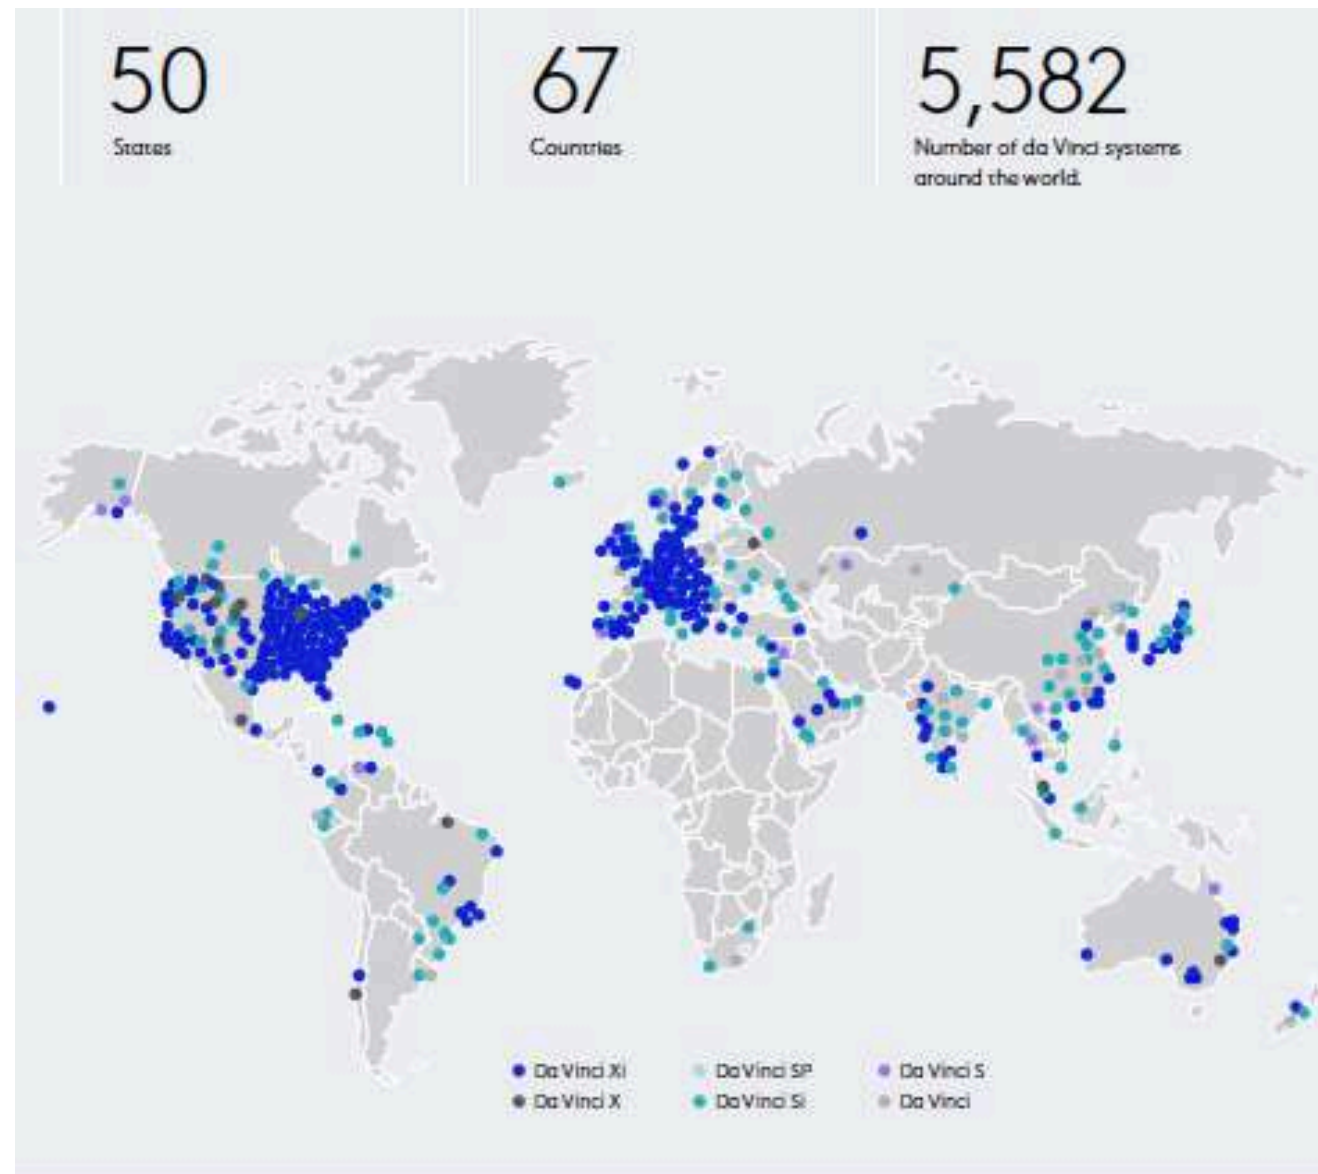 50
States
67
Countries
5,582
Number of da Vinci systems
around the world.
Da Vinci Xi
Da Vinci SP
Da Vinci S
Da Vinci X
Da Vinci Si
Da Vinci